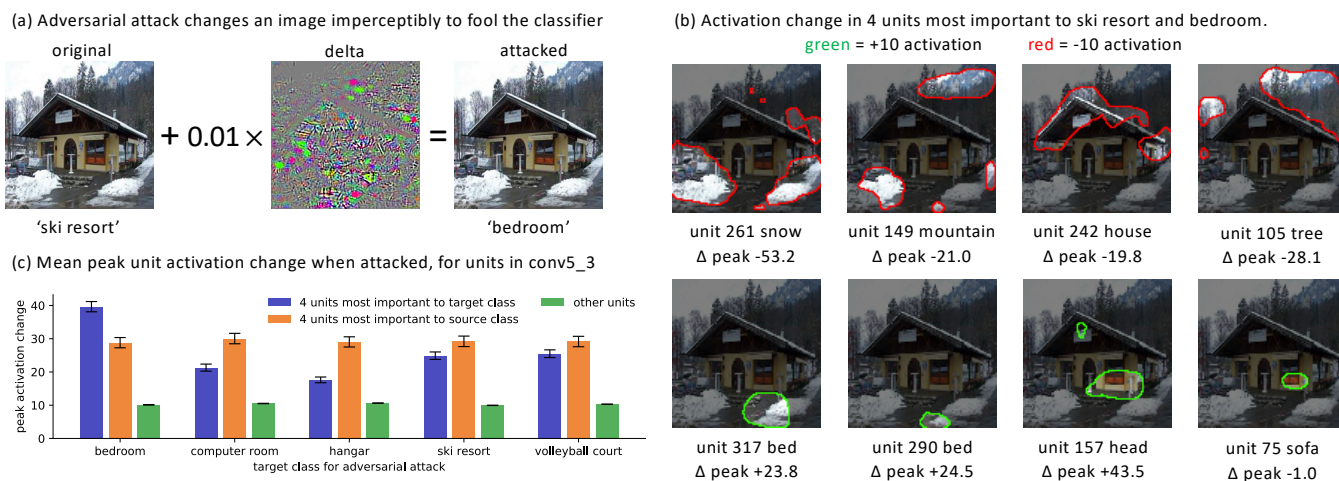 (a) Adversarial attack changes an image imperceptibly to fool the classifier
original
delta
attacked
+ 0.01 ×
=
'ski resort'
'bedroom'
(b) Activation change in 4 units most important to ski resort and bedroom.
green = +10 activation
red = -10 activation
unit 261 snow
Δ peak -53.2
unit 149 mountain
Δ peak -21.0
unit 242 house
Δ peak -19.8
unit 105 tree
Δ peak -28.1
unit 317 bed
Δ peak +23.8
unit 290 bed
Δ peak +24.5
unit 157 head
Δ peak +43.5
unit 75 sofa
Δ peak -1.0
(c) Mean peak unit activation change when attacked, for units in conv5_3
4 units most important to target class
4 units most important to source class
other units
peak activation change
40
30
20
10
0
bedroom
computer room
hangar
ski resort
volleyball court
target class for adversarial attack